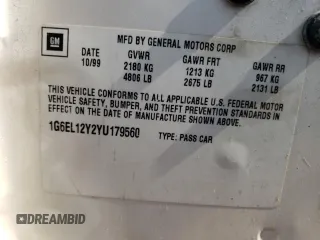 GM
MFD BY GENERAL MOTORS CORP
DATE GVWR GAWR FRT GAWR RR
10/99 2180 KG 1213 KG 967 KG
4806 LB 2675 LB 2131 LB
THIS VEHICLE CONFORMS TO ALL APPLICABLE U.S. FEDERAL MOTOR
VEHICLE SAFETY, BUMPER, AND THEFT PREVENTION STANDARDS IN
EFFECT ON THE DATE OF MANUFACTURE SHOWN ABOVE.
1G6EL12Y2YU179560 TYPE: PASS CAR
DREAMBID